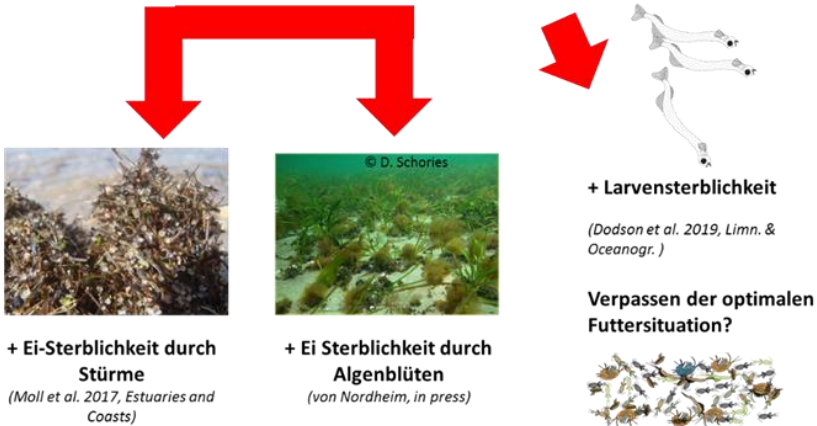 © D. Schories
+ Ei-Sterblichkeit durch
Stürme
(Moll et al. 2017, Estuaries and
Coasts)
+ Ei Sterblichkeit durch
Algenblüten
(von Nordheim, in press)
+ Larvensterblichkeit
(Dodson et al. 2019, Limn. &
Oceanogr. )
Verpassen der optimalen
Futtersituation?